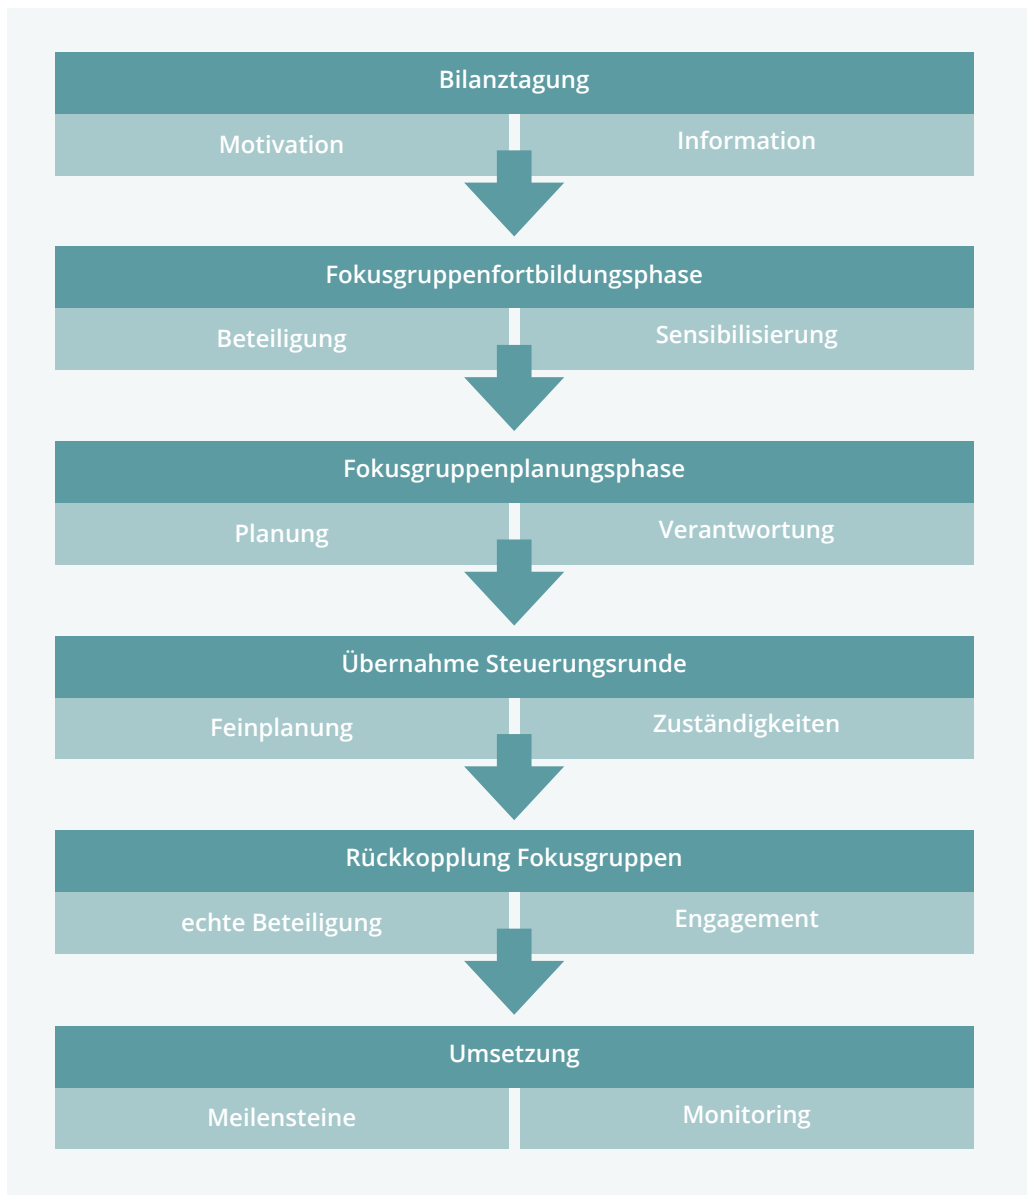 Bilanztagung
Motivation
Information
Fokusgruppenfortbildungsphase
Beteiligung
Sensibilisierung
Fokusgruppenplanungsphase
Planung
Verantwortung
Übernahme Steuerungsrunde
Feinplanung
Zuständigkeiten
Rückkopplung Fokusgruppen
echte Beteiligung
Engagement
Umsetzung
Meilensteine
Monitoring